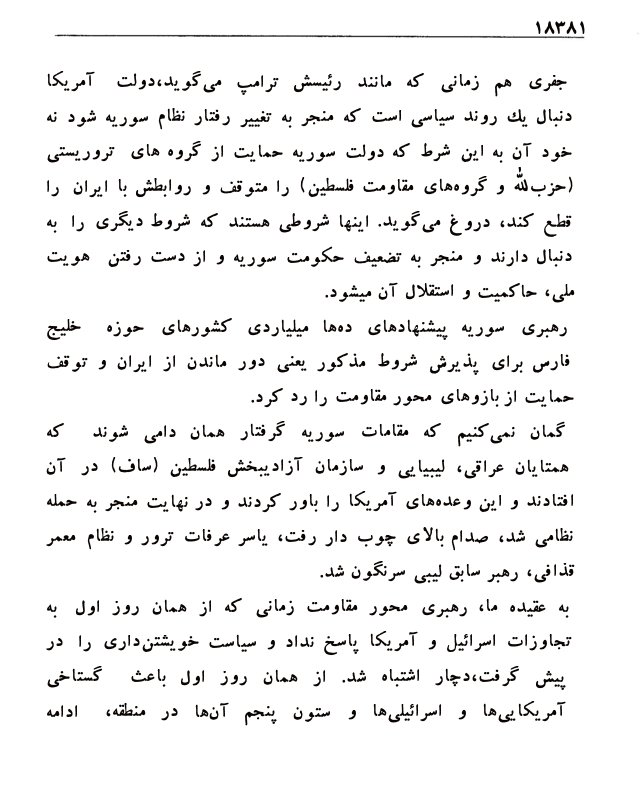 ۱۸۳۸۱
جفری هم زمانی که مانند رئیسش ترامپ می‌گوید،دولت آمریکا
دنبال یك روند سیاسی است که منجر به تغییر رفتار نظام سوریه شود نه
خود آن به این شرط که دولت سوریه حمایت از گروه های تروریستی
(حزب‌الله و گروه‌های مقاومت فلسطین) را متوقف و روابطش با ایران را
قطع کند، دروغ می‌گوید. اینها شروطی هستند که شروط دیگری را به
دنبال دارند و منجر به تضعیف حکومت سوریه و از دست رفتن هویت
ملی، حاکمیت و استقلال آن میشود.
رهبری سوریه پیشنهادهای ده‌ها میلیاردی کشورهای حوزه خلیج
فارس برای پذیرش شروط مذکور یعنی دور ماندن از ایران و توقف
حمایت از بازوهای محور مقاومت را رد کرد.
گمان نمی‌کنیم که مقامات سوریه گرفتار همان دامی شوند که
همتایان عراقی، لیبیایی و سازمان آزادیبخش فلسطین (ساف) در آن
افتادند و این وعده‌های آمریکا را باور کردند و در نهایت منجر به حمله
نظامی شد، صدام بالای چوب دار رفت، یاسر عرفات ترور و نظام معمر
قذافی، رهبر سابق لیبی سرنگون شد.
به عقیده ما، رهبری محور مقاومت زمانی که از همان روز اول به
تجاوزات اسرائیل و آمریکا پاسخ نداد و سیاست خویشتن‌داری را در
پیش گرفت،دچار اشتباه شد. از همان روز اول باعث گستاخی
آمریکایی‌ها و اسرائیلی‌ها و ستون پنجم آن‌ها در منطقه، ادامه